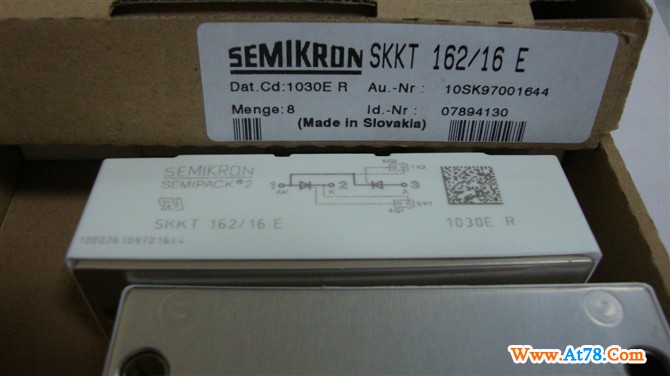 SEMIKRON SKKT 162/16 E
Dat.Cd:1030E R Au.-Nr : 10SK97001644
Menge:8 Id.-Nr : 07894130
(Made in Slovakia)
SEMIKRON
SEMIPACK®2
1 2 3
AK K A
SKKT 162/16 E
1030E R
www.At78.Com